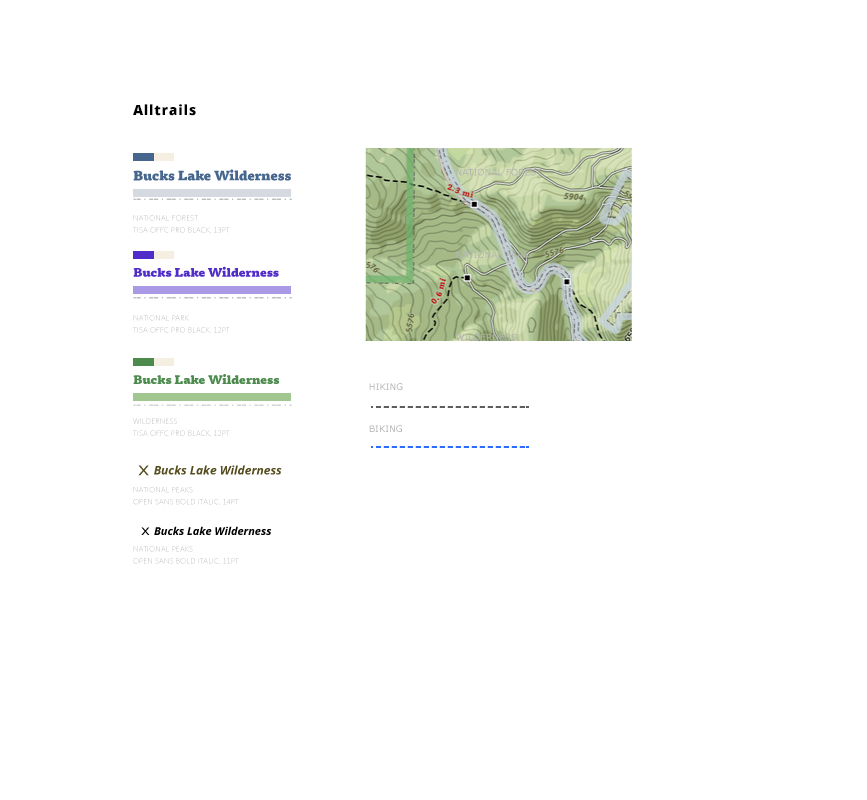 Alltrails
Bucks Lake Wilderness
NATIONAL FOREST
TISA OFFC PRO BLACK, 13PT
Bucks Lake Wilderness
NATIONAL PARK
TISA OFFC PRO BLACK, 12PT
Bucks Lake Wilderness
WILDERNESS
TISA OFFC PRO BLACK, 12PT
Bucks Lake Wilderness
NATIONAL PEAKS
OPEN SANS BOLD ITALIC, 14PT
Bucks Lake Wilderness
NATIONAL PEAKS
OPEN SANS BOLD ITALIC, 11PT
NATIONAL FOREST
2.3 mi
5904
5576
576
0.6 mi
5576
HIKING
BIKING